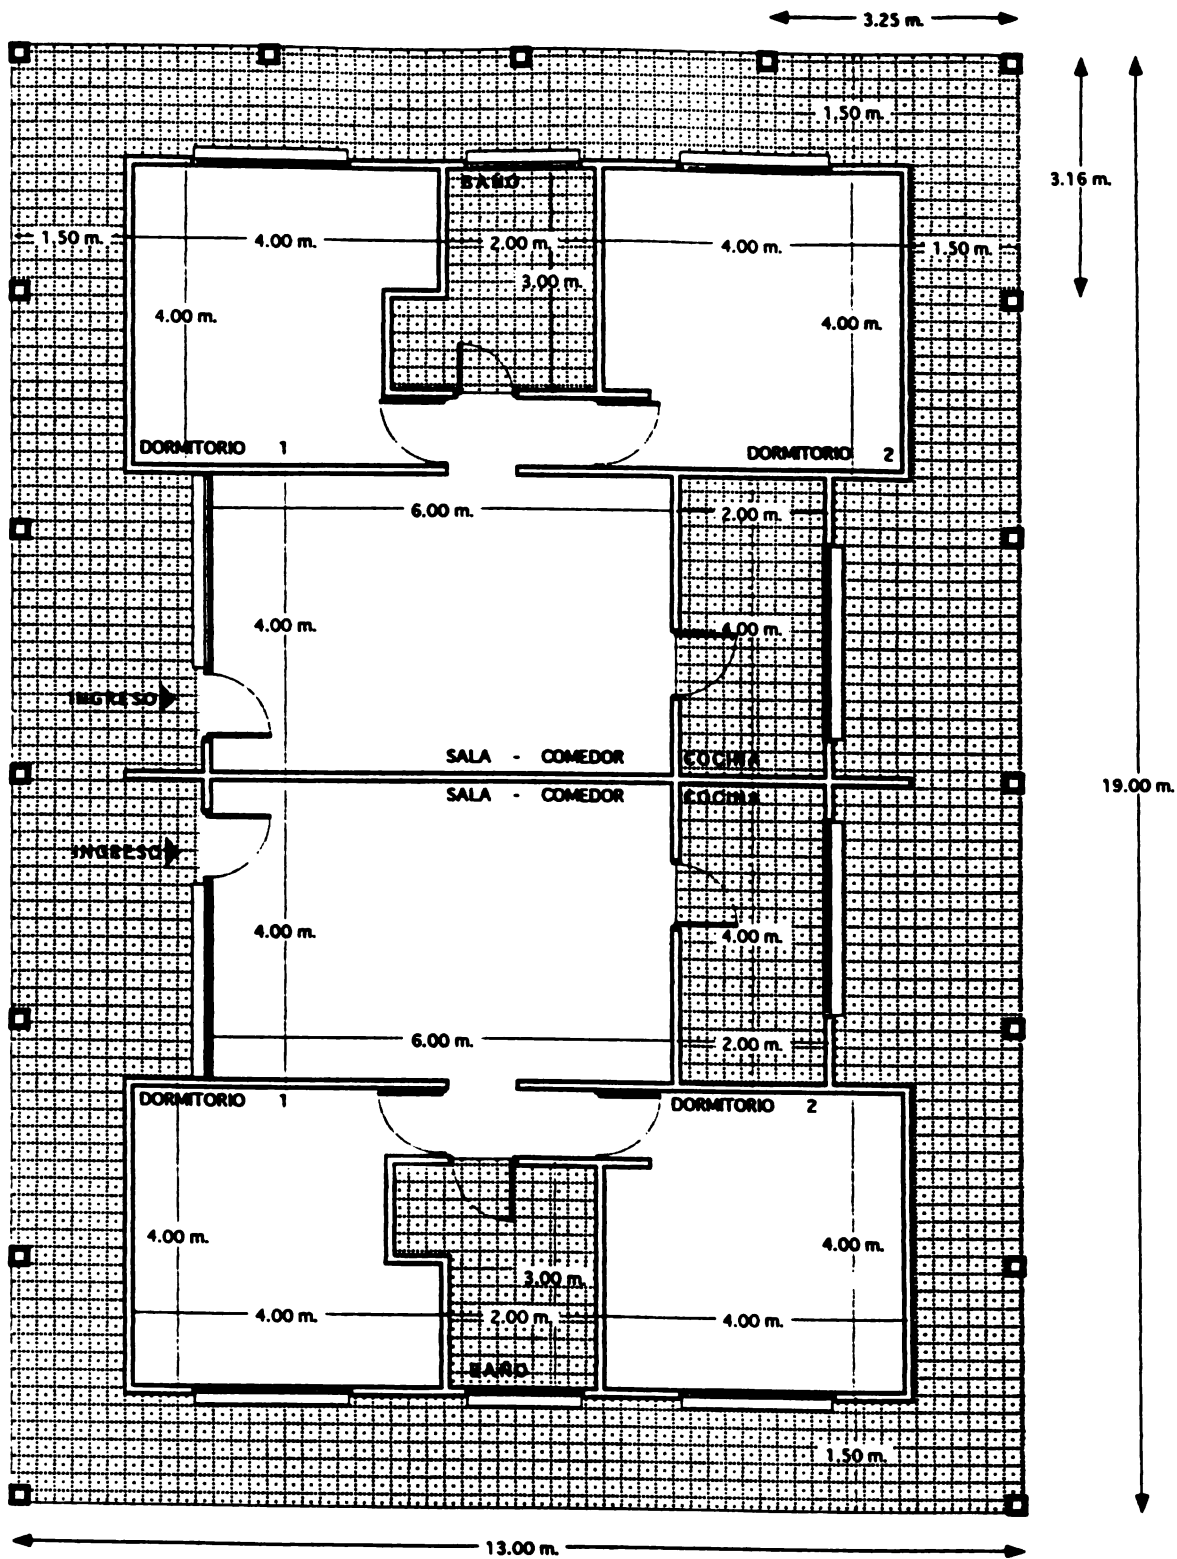 3.25 m.
1.50 m.
3.16 m.
BAÑO
1.50 m.
4.00 m.
2.00 m.
4.00 m.
1.50 m.
3.00 m.
4.00 m.
4.00 m.
DORMITORIO 1
DORMITORIO 2
6.00 m.
2.00 m.
4.00 m.
4.00 m.
INGRESO
SALA - COMEDOR
COCINA
19.00 m.
SALA - COMEDOR
COCINA
INGRESO
4.00 m.
4.00 m.
6.00 m.
2.00 m.
DORMITORIO 1
DORMITORIO 2
4.00 m.
4.00 m.
3.00 m.
4.00 m.
2.00 m.
4.00 m.
BAÑO
1.50 m.
13.00 m.